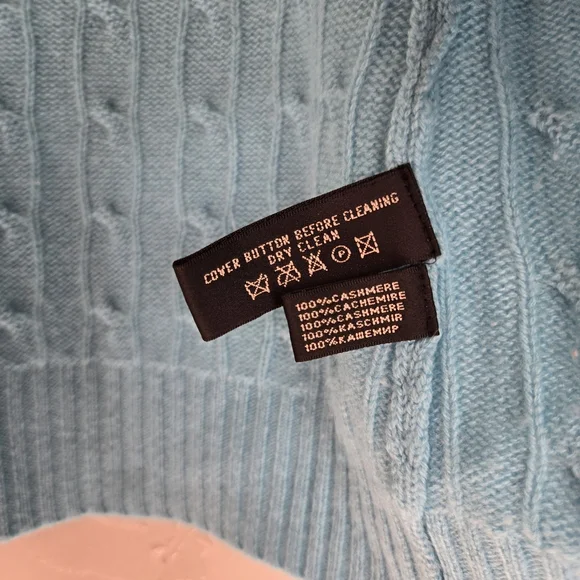 COVER BUTTON BEFORE CLEANING
DRY CLEAN
P
100%CASHMERE
100%CACHEMIRE
100%CASHMERE
100%KASCHMIR
100%КАШЕМИР